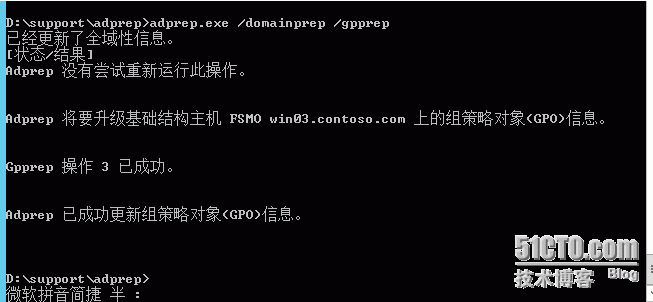 D:\support\adprep>adprep.exe /domainprep /gpprep
已经更新了全域性信息。
[状态/结果]
Adprep 没有尝试重新运行此操作。
Adprep 将要升级基础结构主机 FSMO win03.contoso.com 上的组策略对象(GPO)信息。
Gpprep 操作 3 已成功。
Adprep 已成功更新组策略对象(GPO)信息。
D:\support\adprep>
微软拼音简捷 半 :
51CTO.com
技术博客 Blog